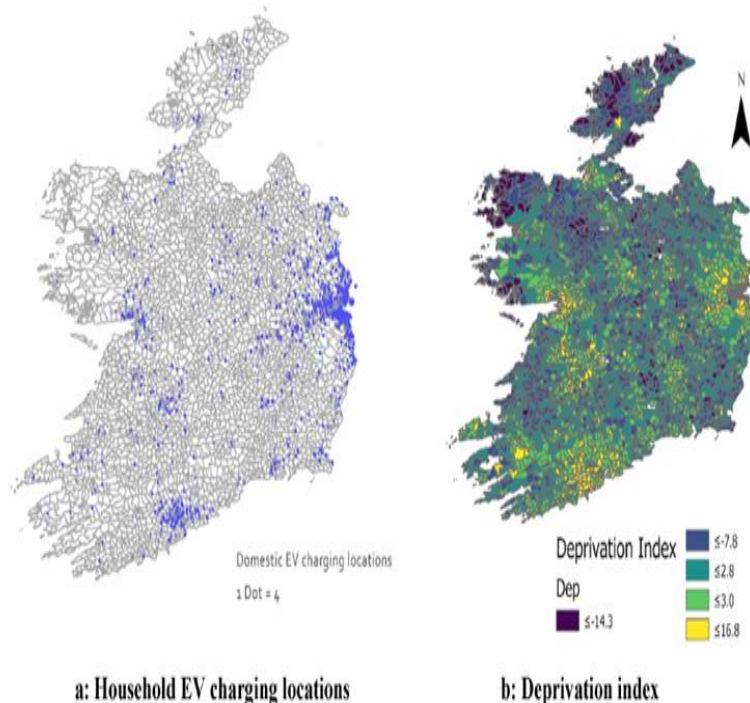 N
Domestic EV charging locations
1 Dot = 4
Deprivation Index
Dep
≤-14.3
≤-7.8
≤2.8
≤3.0
≤16.8
a: Household EV charging locations
b: Deprivation index